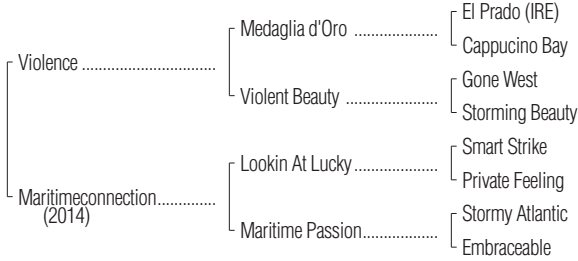 El Prado (IRE)
Medaglia d'Oro ....................
Cappucino Bay
Violence ................................
Gone West
Violent Beauty ......................
Storming Beauty
Smart Strike
Lookin At Lucky ....................
Private Feeling
Maritimeconnection..............
(2014)
Stormy Atlantic
Maritime Passion..................
Embraceable